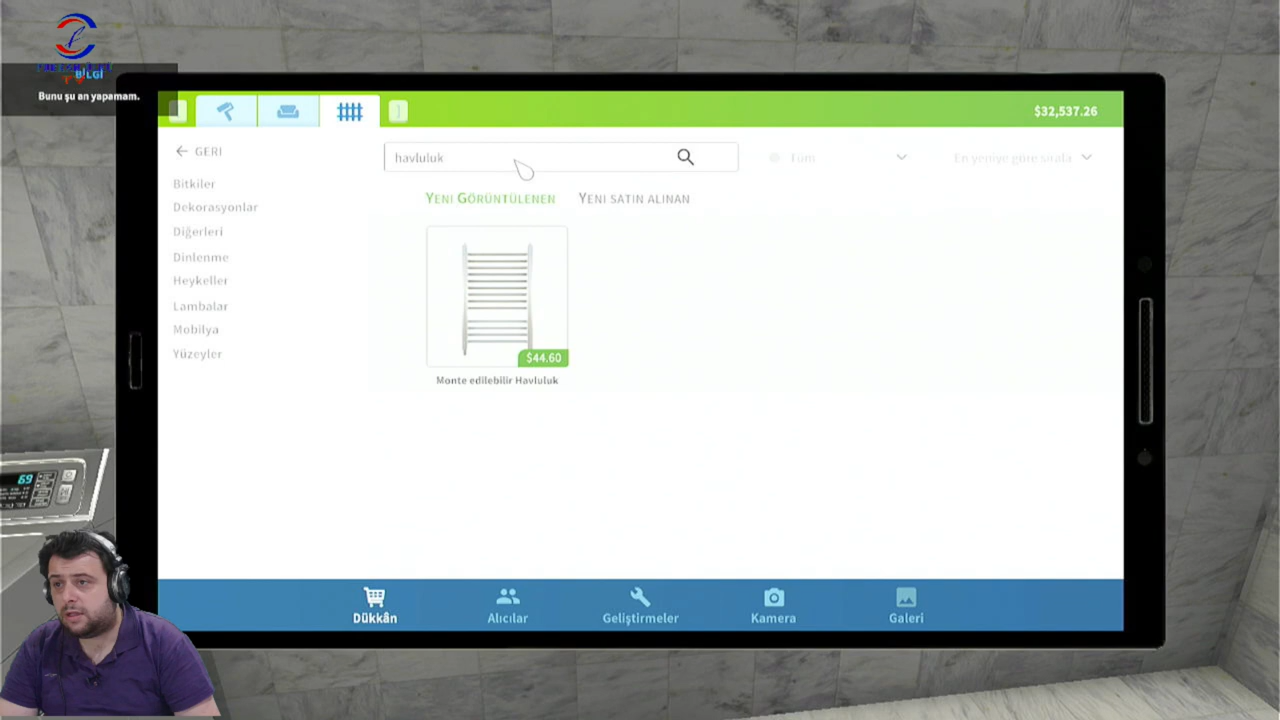 BİLGİ
Bunu şu an yapamam.
$32,537.26
GERİ
havluluk
Tüm
En yeniye göre sırala
Bitkiler
Dekorasyonlar
Diğerleri
Dinlenme
Heykeller
Lambalar
Mobilya
Yüzeyler
YENİ GÖRÜNTÜLENEN
YENİ SATIN ALINAN
$44.60
Monte edilebilir Havluluk
69
Dükkân
Alıcılar
Geliştirmeler
Kamera
Galeri